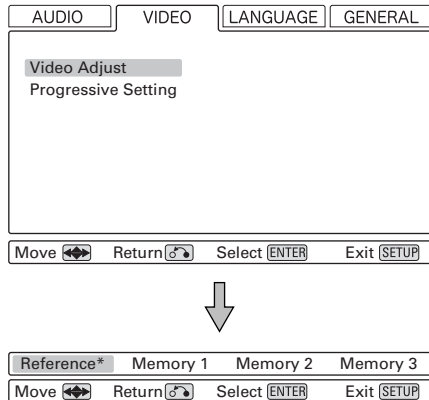 AUDIO VIDEO LANGUAGE GENERAL
Video Adjust
Progressive Setting
Move Return Select ENTER Exit SETUP
Reference* Memory 1 Memory 2 Memory 3
Move Return Select ENTER Exit SETUP